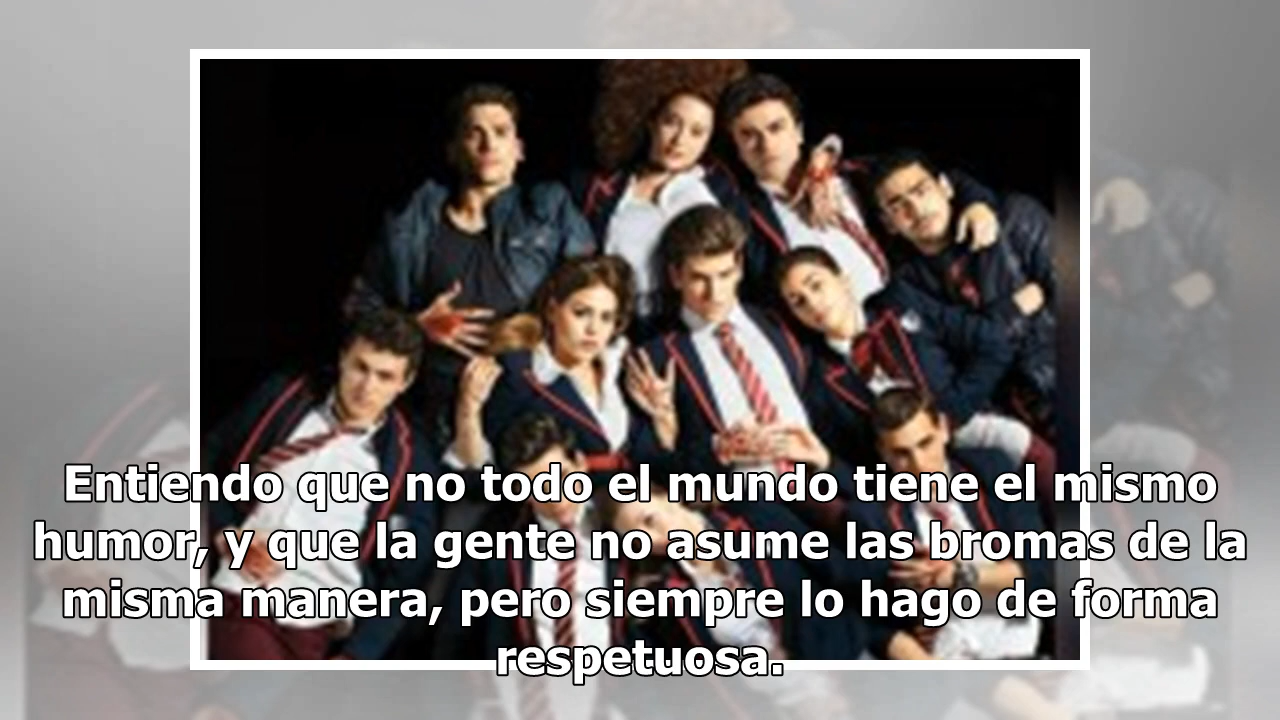 Entiendo que no todo el mundo tiene el mismo
humor, y que la gente no asume las bromas de la
misma manera, pero siempre lo hago de forma
respetuosa.